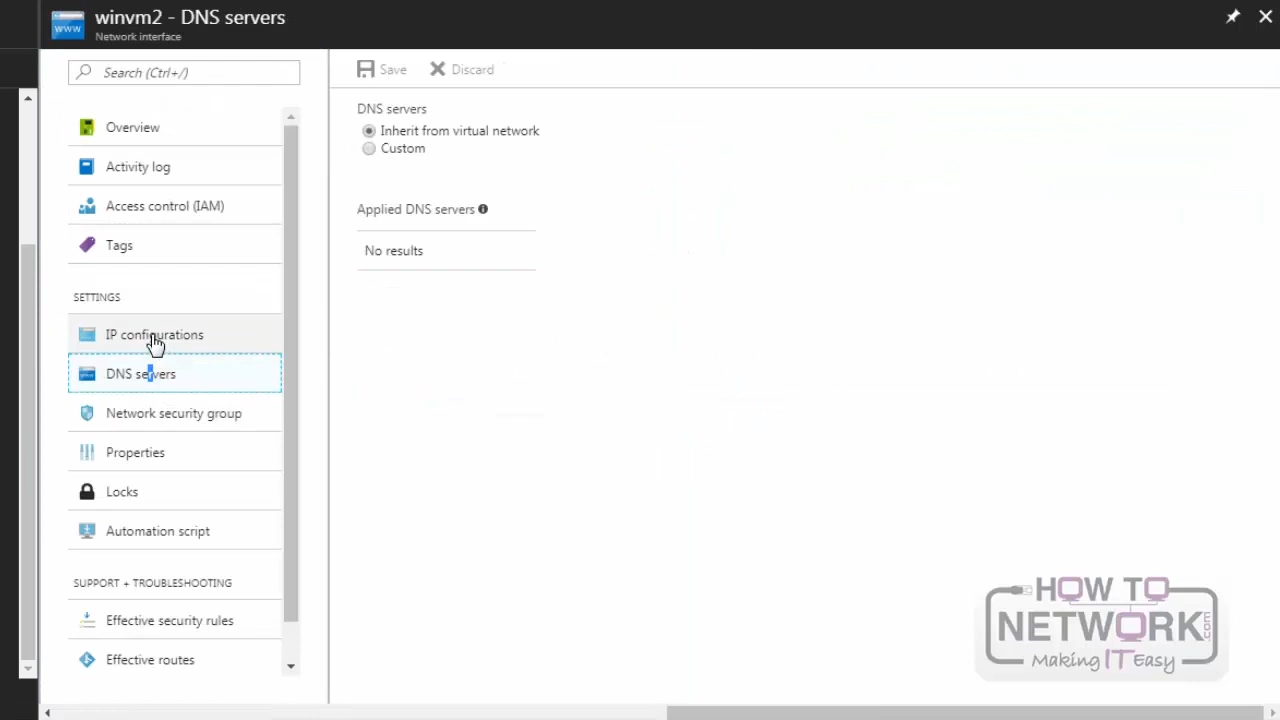 winvm2 - DNS servers
Network interface
www
Search (Ctrl+/)
Save
Discard
Overview
Activity log
Access control (IAM)
Tags
SETTINGS
IP configurations
DNS servers
Network security group
Properties
Locks
Automation script
SUPPORT + TROUBLESHOOTING
Effective security rules
Effective routes
DNS servers
Inherit from virtual network
Custom
Applied DNS servers
No results
HOW TO
NETWORK.com
Making IT Easy